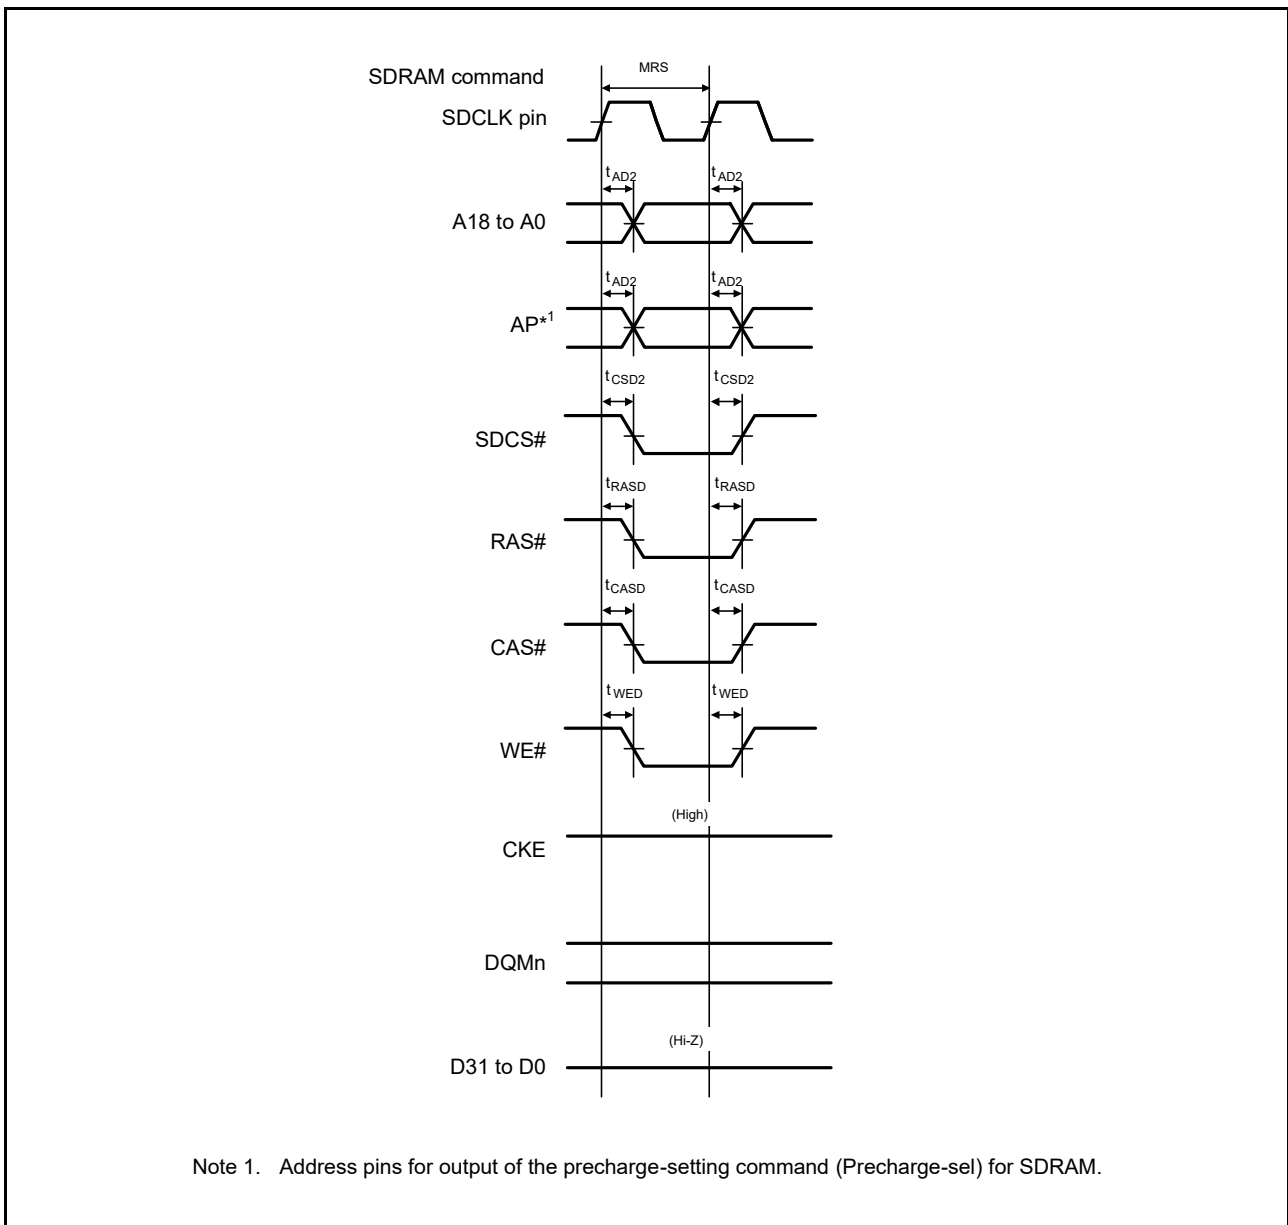 SDRAM command
MRS
SDCLK pin
tAD2 tAD2
A18 to A0
tAD2 tAD2
AP*1
tCSD2 tCSD2
SDCS#
tRASD tRASD
RAS#
tCASD tCASD
CAS#
tWED tWED
WE#
(High)
CKE
DQMn
(Hi-Z)
D31 to D0
Note 1. Address pins for output of the precharge-setting command (Precharge-sel) for SDRAM.